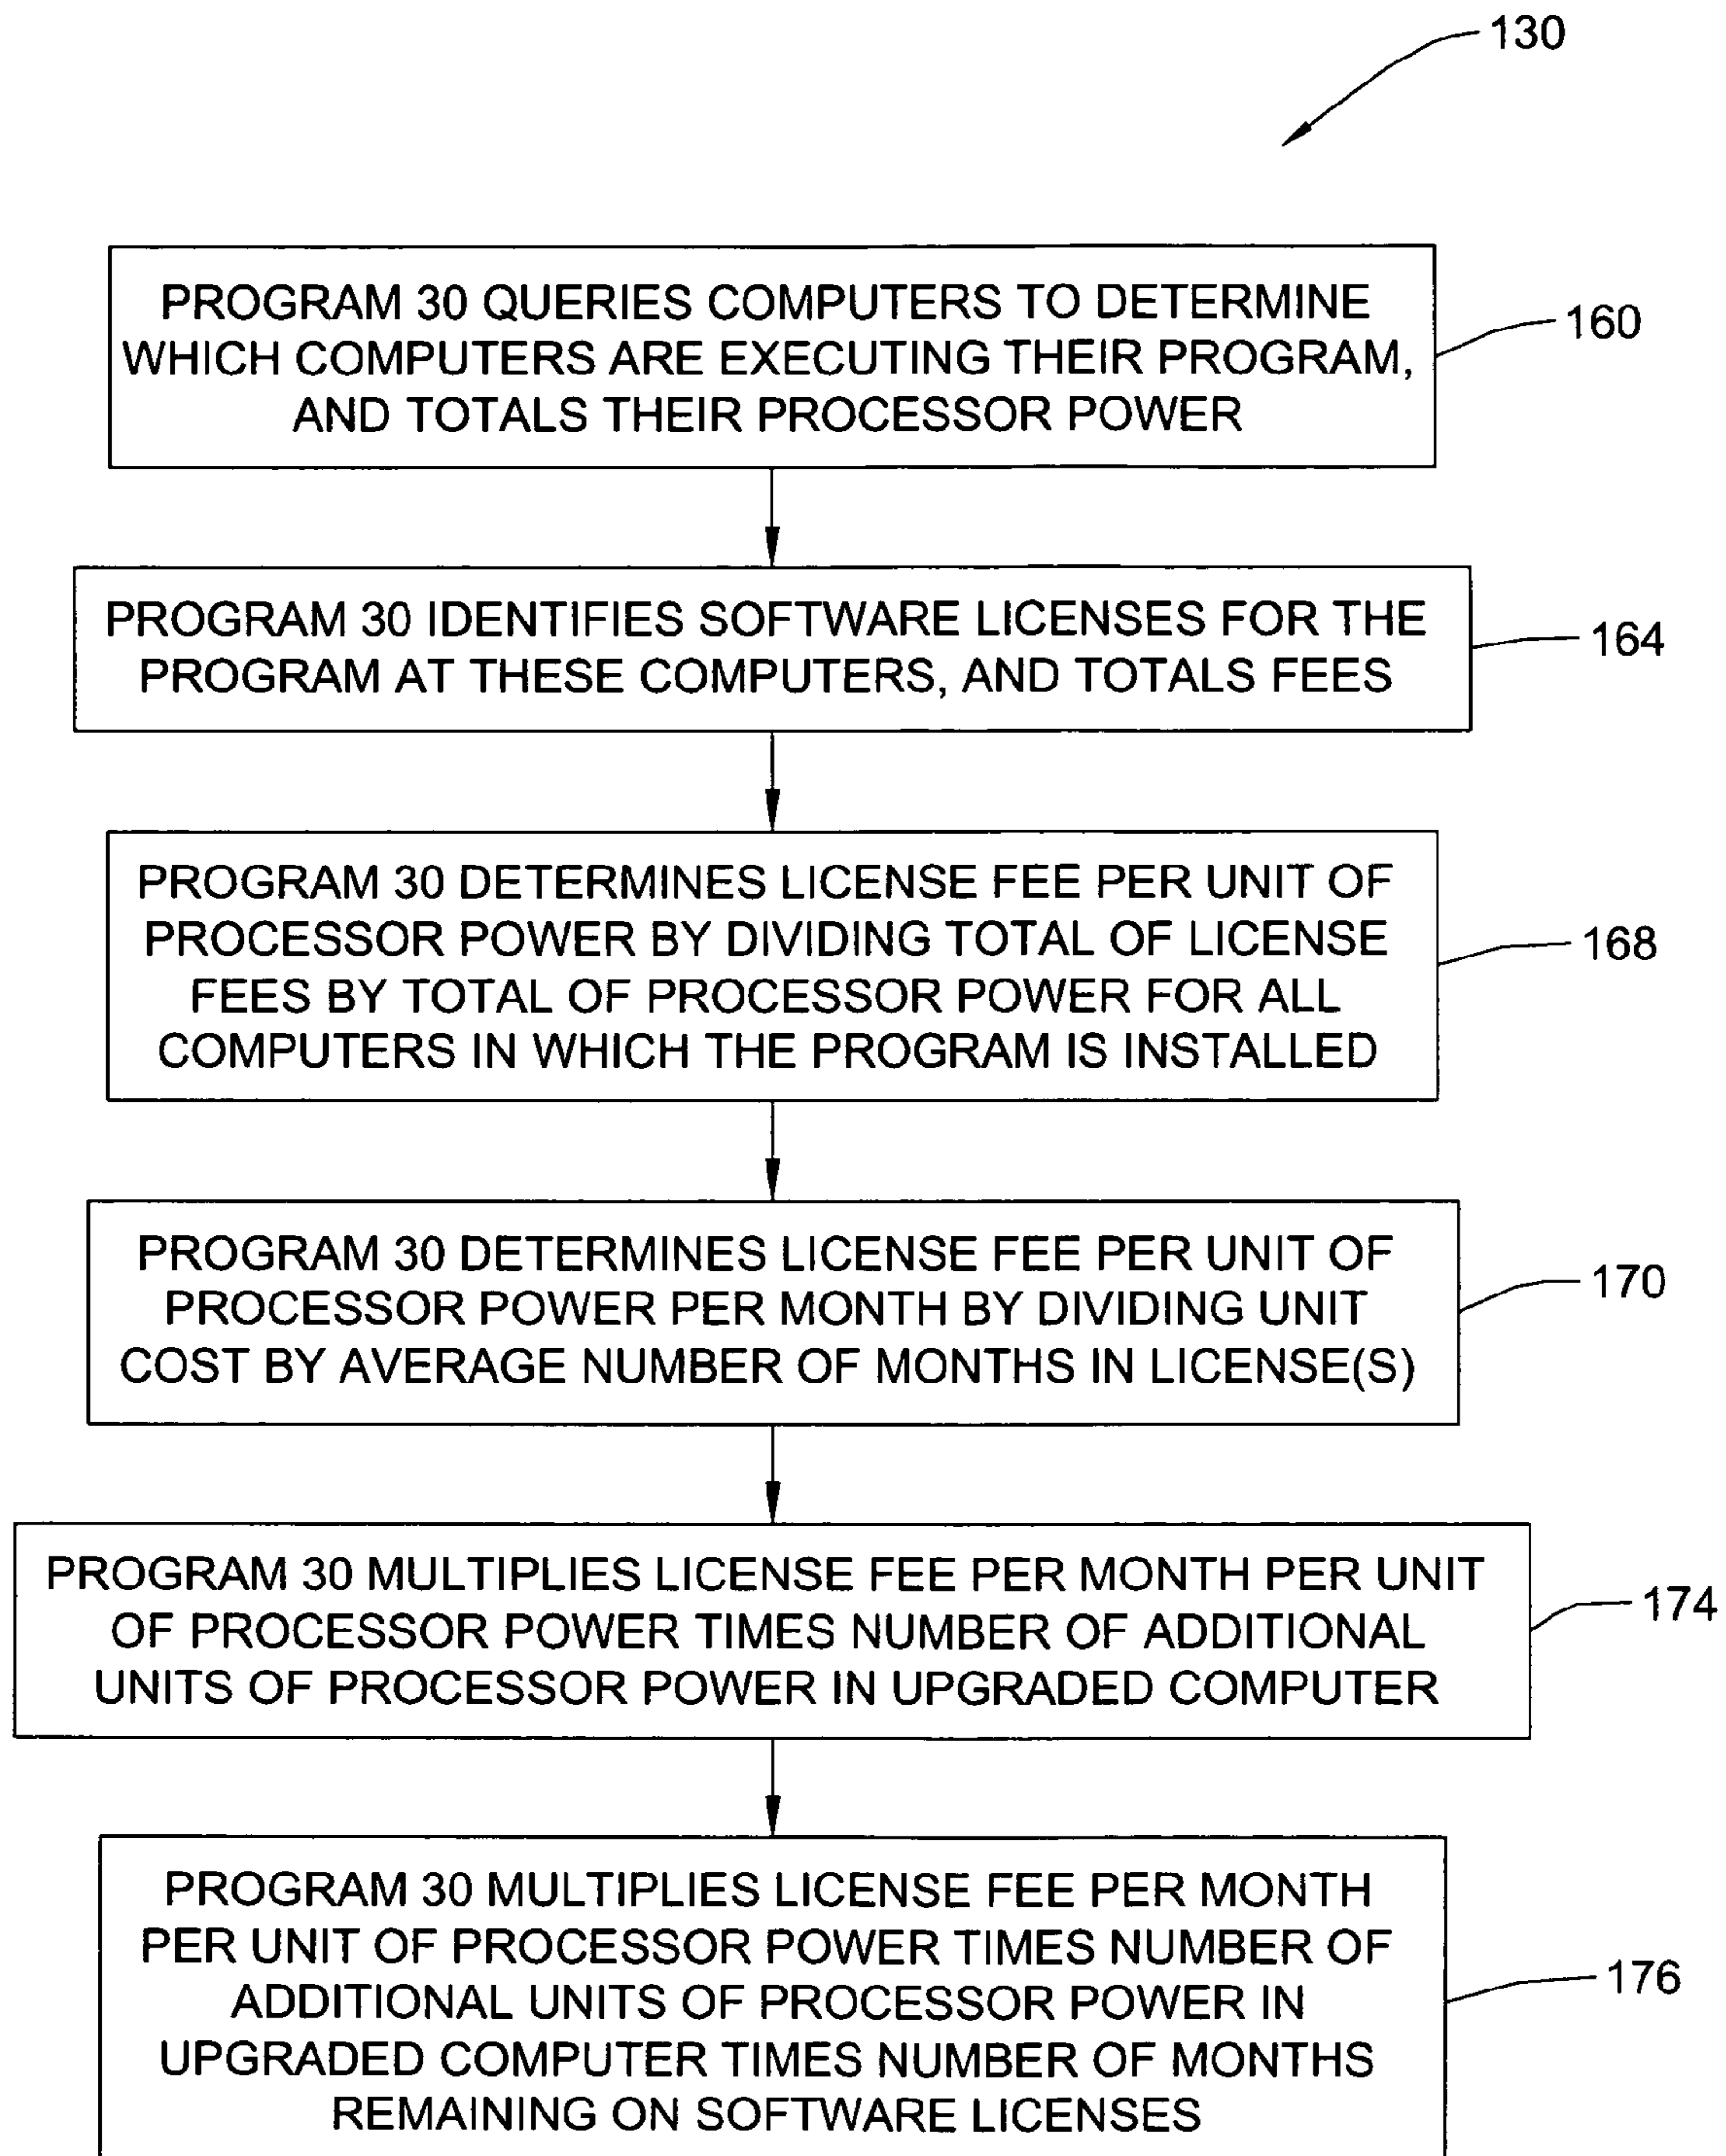 130
PROGRAM 30 QUERIES COMPUTERS TO DETERMINE
WHICH COMPUTERS ARE EXECUTING THEIR PROGRAM,
AND TOTALS THEIR PROCESSOR POWER
160
PROGRAM 30 IDENTIFIES SOFTWARE LICENSES FOR THE
PROGRAM AT THESE COMPUTERS, AND TOTALS FEES
164
PROGRAM 30 DETERMINES LICENSE FEE PER UNIT OF
PROCESSOR POWER BY DIVIDING TOTAL OF LICENSE
FEES BY TOTAL OF PROCESSOR POWER FOR ALL
COMPUTERS IN WHICH THE PROGRAM IS INSTALLED
168
PROGRAM 30 DETERMINES LICENSE FEE PER UNIT OF
PROCESSOR POWER PER MONTH BY DIVIDING UNIT
COST BY AVERAGE NUMBER OF MONTHS IN LICENSE(S)
170
PROGRAM 30 MULTIPLIES LICENSE FEE PER MONTH PER UNIT
OF PROCESSOR POWER TIMES NUMBER OF ADDITIONAL
UNITS OF PROCESSOR POWER IN UPGRADED COMPUTER
174
PROGRAM 30 MULTIPLIES LICENSE FEE PER MONTH
PER UNIT OF PROCESSOR POWER TIMES NUMBER OF
ADDITIONAL UNITS OF PROCESSOR POWER IN
UPGRADED COMPUTER TIMES NUMBER OF MONTHS
REMAINING ON SOFTWARE LICENSES
176